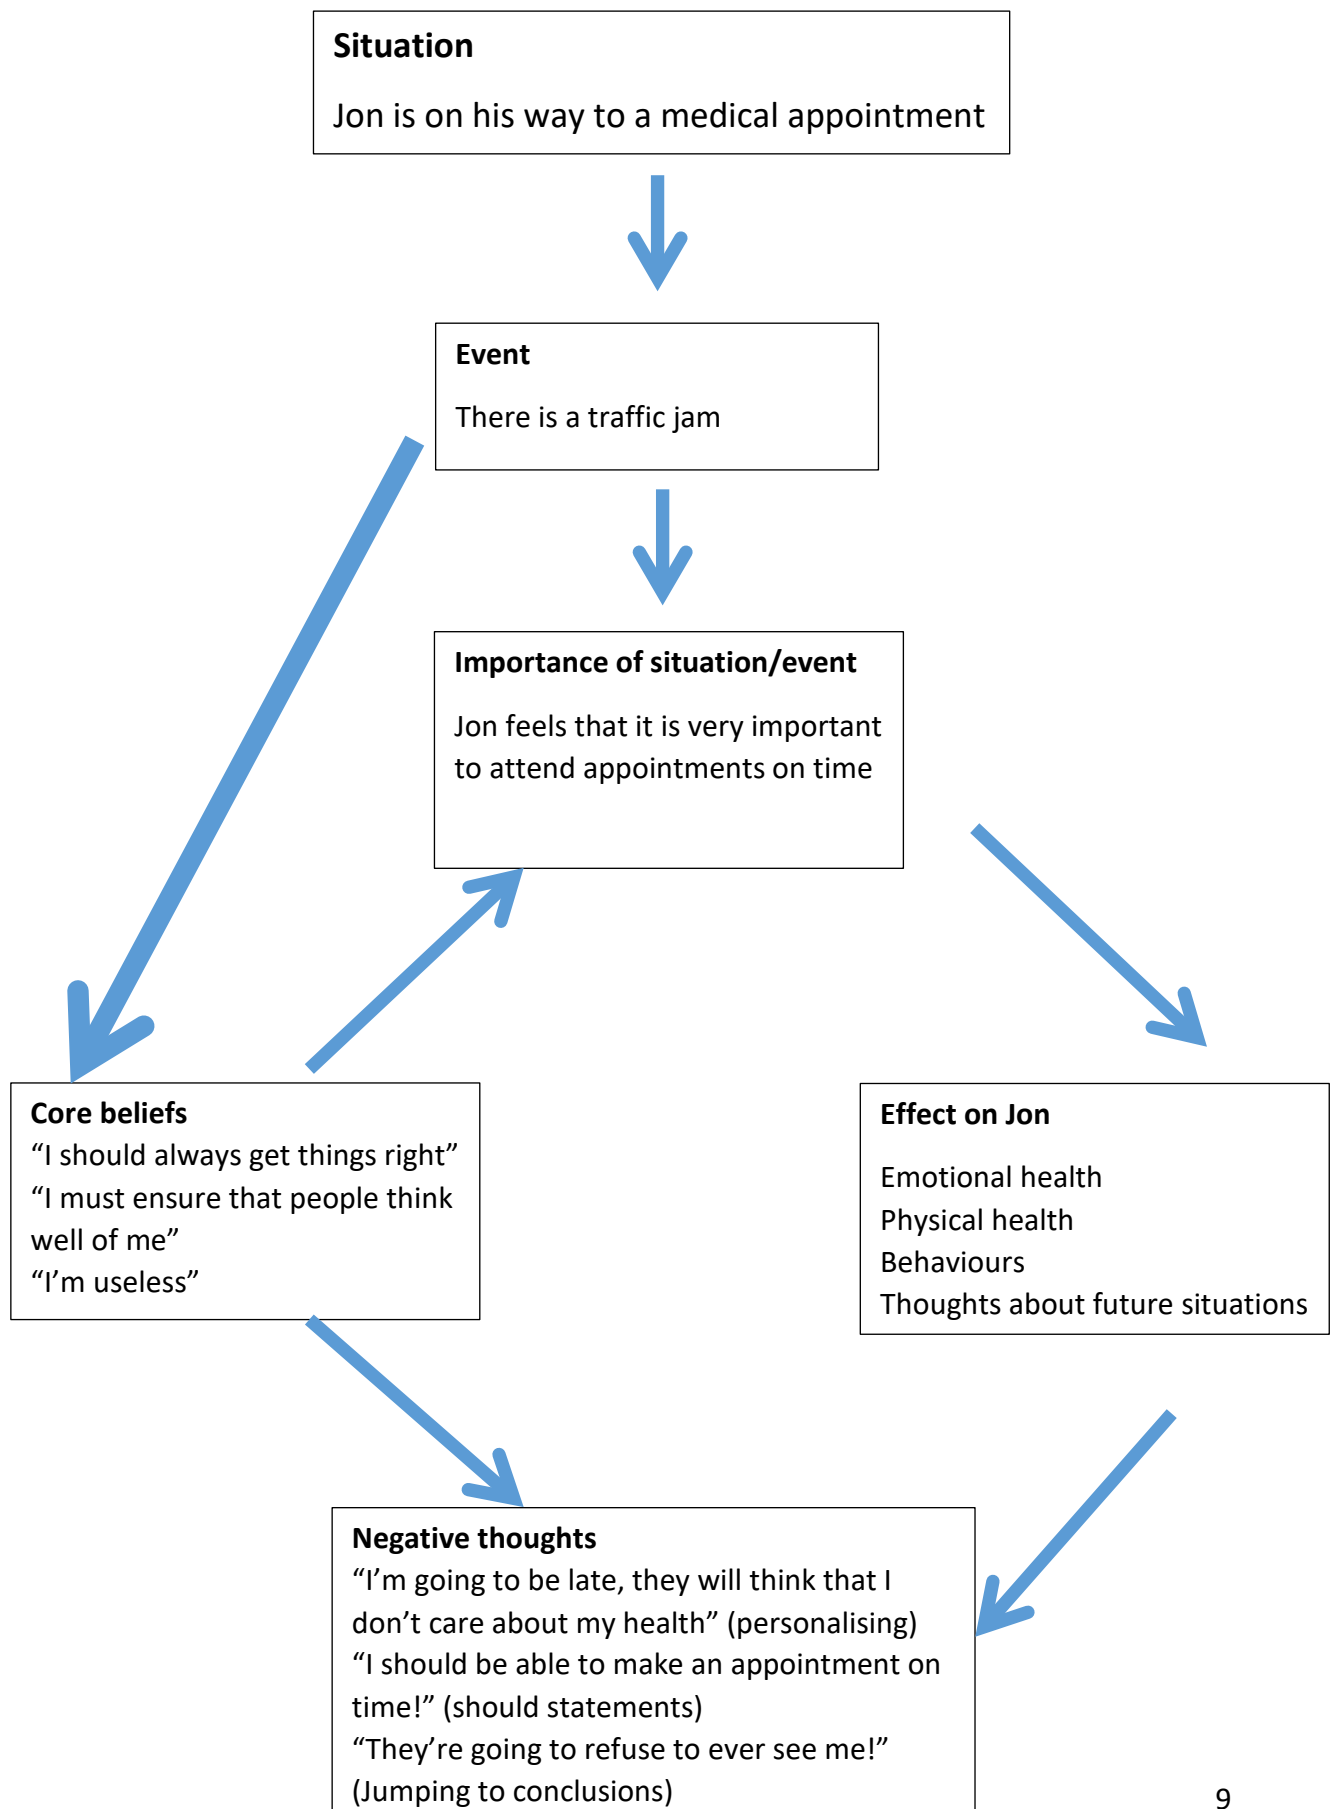 Situation
Jon is on his way to a medical appointment
Event
There is a traffic jam
Importance of situation/event
Jon feels that it is very important
to attend appointments on time
Core beliefs
“I should always get things right”
“I must ensure that people think
well of me”
“I’m useless”
Effect on Jon
Emotional health
Physical health
Behaviours
Thoughts about future situations
Negative thoughts
“I’m going to be late, they will think that I
don’t care about my health” (personalising)
“I should be able to make an appointment on
time!” (should statements)
“They’re going to refuse to ever see me!”
(Jumping to conclusions)
9